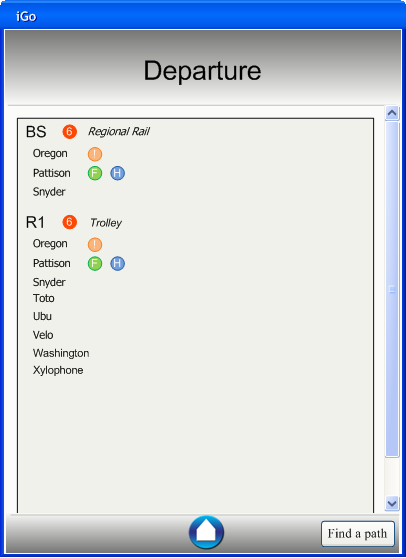 iGo
Departure
BS 6 Regional Rail
Oregon I
Pattison F H
Snyder
R1 6 Trolley
Oregon I
Pattison F H
Snyder
Toto
Ubu
Velo
Washington
Xylophone
Find a path